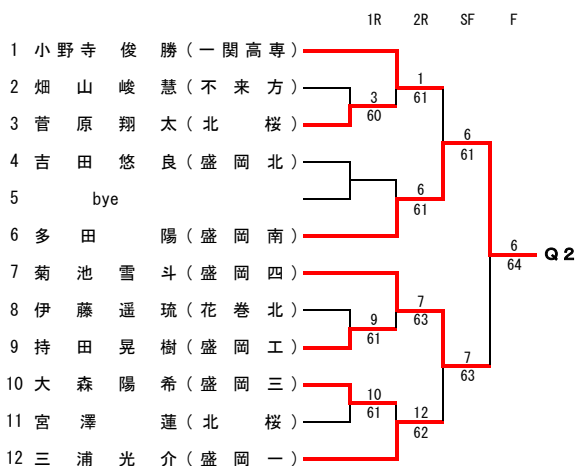 1R 2R SF F
1 小野寺 俊 勝 ( 一 関 高 専 )
1
2 畑 山 峻 慧 ( 不 来 方 )
3 61
60
3 菅 原 翔 太 ( 北 桜 )
6
61
4 吉 田 悠 良 ( 盛 岡 北 )
5 bye
6
61
6 多 田 陽 ( 盛 岡 南 )
6 Q2
64
7 菊 池 雪 斗 ( 盛 岡 四 )
7
8 伊 藤 遥 琉 ( 花 巻 北 )
9 63
61
9 持 田 晃 樹 ( 盛 岡 工 )
7
63
10 大 森 陽 希 ( 盛 岡 三 )
10
61
11 宮 澤 蓮 ( 北 桜 )
12
62
12 三 浦 光 介 ( 盛 岡 一 )